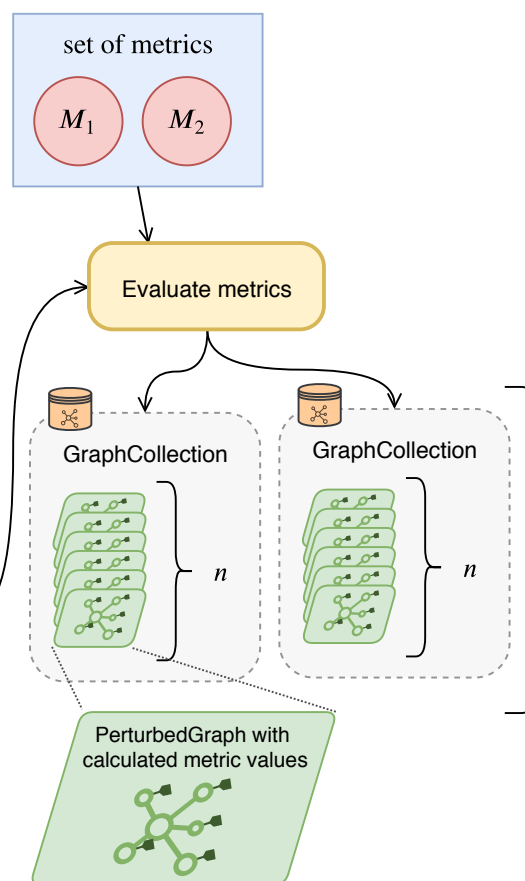 set of metrics
M₁ M₂
Evaluate metrics
GraphCollection
n
GraphCollection
n
PerturbedGraph with
calculated metric values